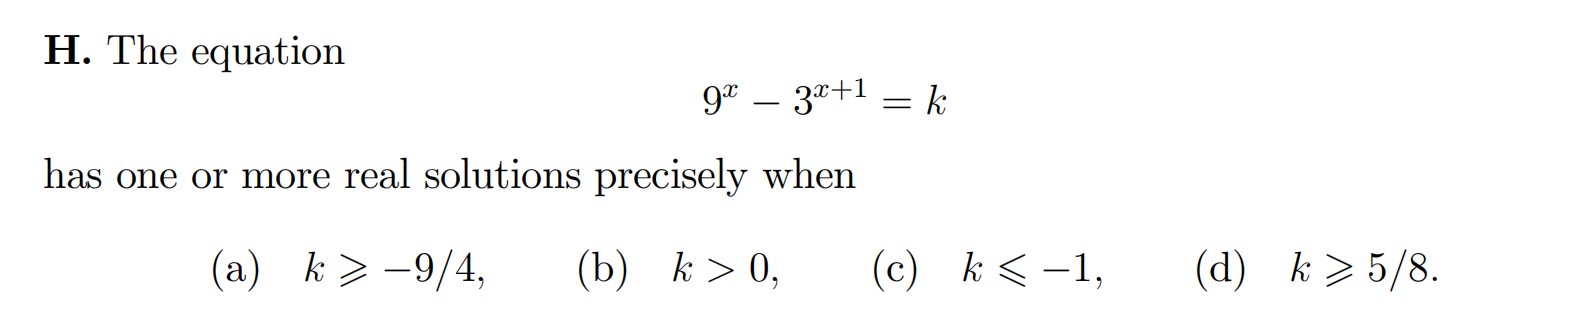 H. The equation
9^x − 3^{x+1} = k
has one or more real solutions precisely when
(a) k ⩾ −9/4, (b) k > 0, (c) k ⩽ −1, (d) k ⩾ 5/8.